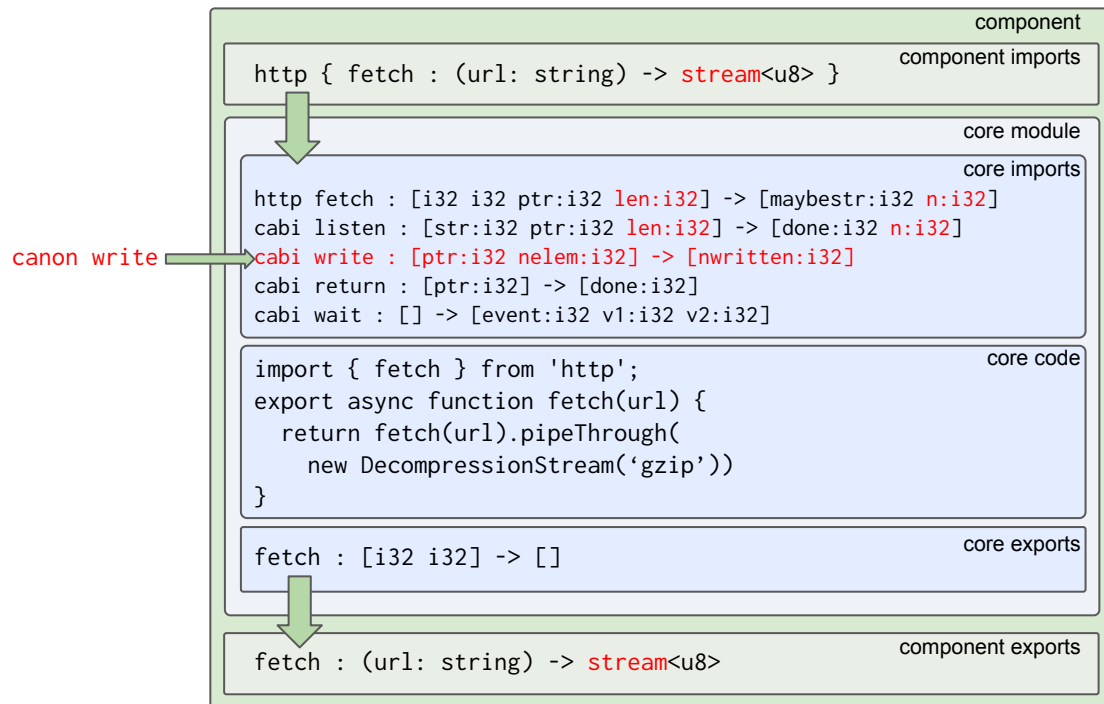 component
component imports
http { fetch : (url: string) -> stream<u8> }
core module
core imports
http fetch : [i32 i32 ptr:i32 len:i32] -> [maybestr:i32 n:i32]
cabi listen : [str:i32 ptr:i32 len:i32] -> [done:i32 n:i32]
canon write
cabi write : [ptr:i32 nelem:i32] -> [nwritten:i32]
cabi return : [ptr:i32] -> [done:i32]
cabi wait : [] -> [event:i32 v1:i32 v2:i32]
core code
import { fetch } from 'http';
export async function fetch(url) {
  return fetch(url).pipeThrough(
    new DecompressionStream(‘gzip’))
}
core exports
fetch : [i32 i32] -> []
component exports
fetch : (url: string) -> stream<u8>